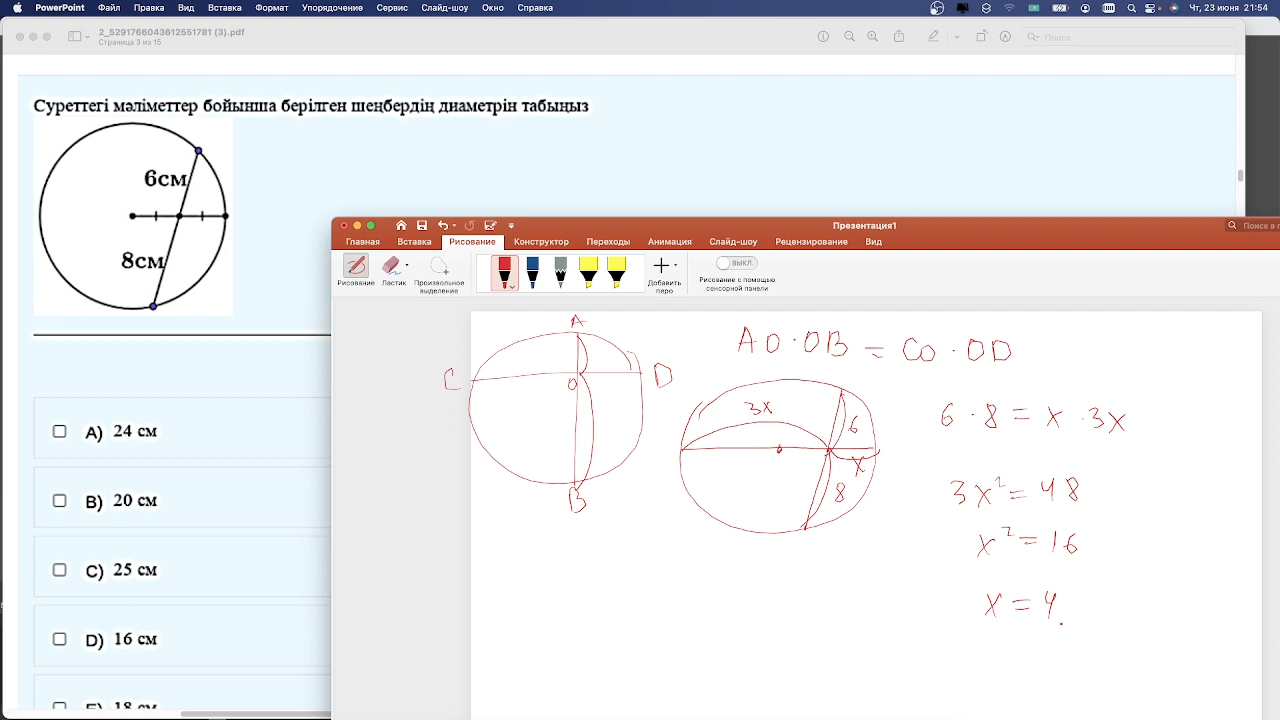 PowerPoint Файл Правка Вид Вставка Формат Упорядочение Сервис Слайд-шоу Окно Справка Чт, 23 июня 21:54
2_5291766043612551781 (3).pdf
Страница 3 из 15
Поиск
Суреттегі мәліметтер бойынша берілген шеңбердің диаметрін табыңыз
6см
8см
A) 24 см
B) 20 см
C) 25 см
D) 16 см
E) 18 см
Презентация1
Поиск в п
Главная Вставка Рисование Конструктор Переходы Анимация Слайд-шоу Рецензирование Вид
Рисование
Ластик
Произвольное
выделение
Добавить
перо
ВЫКЛ.
Рисование с помощью
сенсорной панели
A
C
O
D
B
3x
6
x
8
AO·OB = CO·OD
6·8 = x·3x
3x²=48
x²=16
x=4